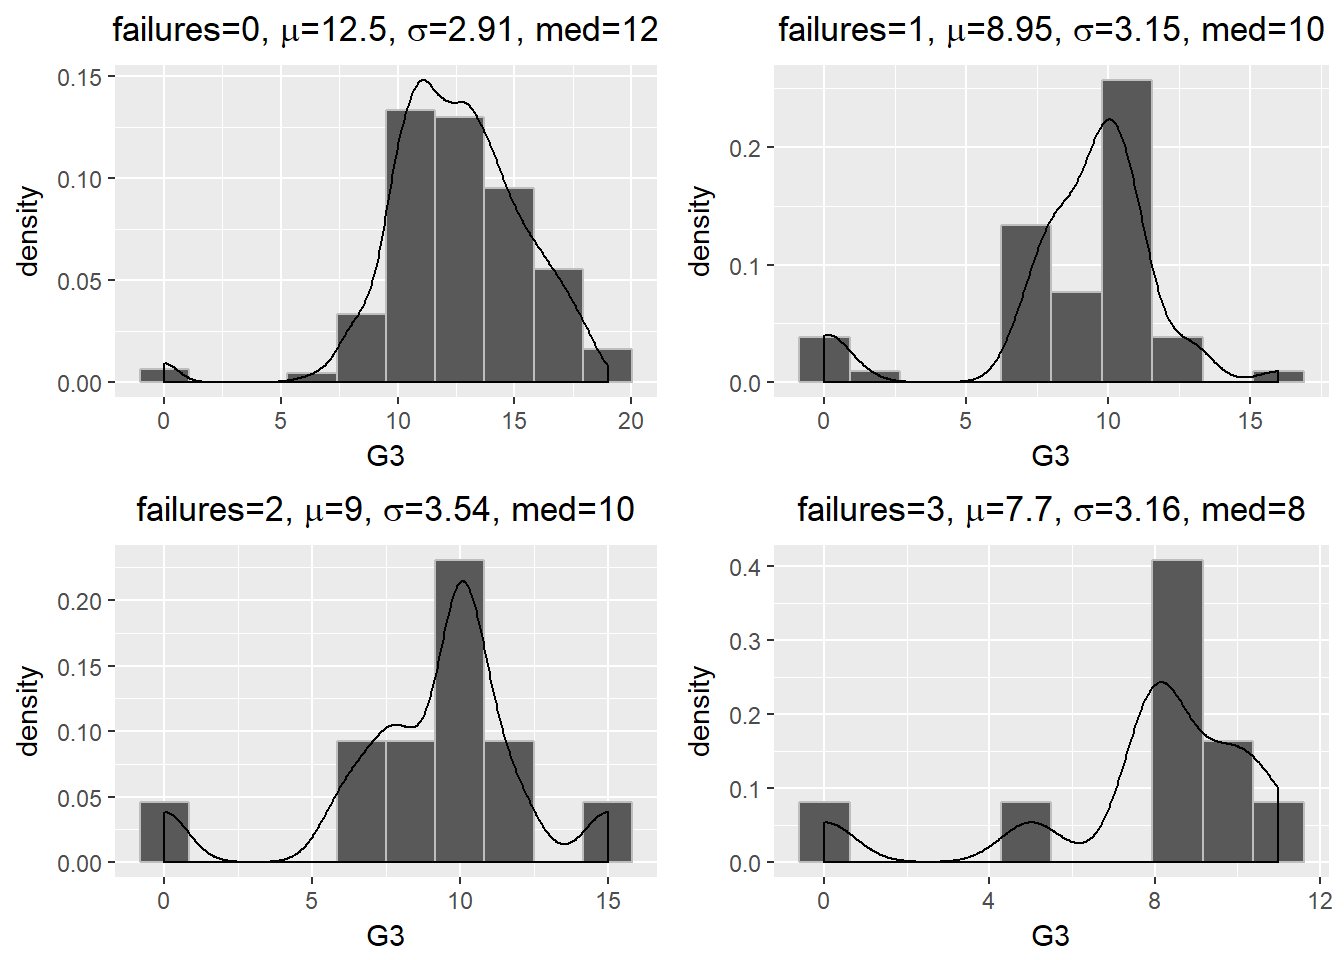 failures=0, μ=12.5, σ=2.91, med=12
0.15
0.10
0.05
0.00
density
0 5 10 15 20
G3
failures=1, μ=8.95, σ=3.15, med=10
0.2
0.1
0.0
density
0 5 10 15
G3
failures=2, μ=9, σ=3.54, med=10
0.20
0.15
0.10
0.05
0.00
density
0 5 10 15
G3
failures=3, μ=7.7, σ=3.16, med=8
0.4
0.3
0.2
0.1
0.0
density
0 4 8 12
G3